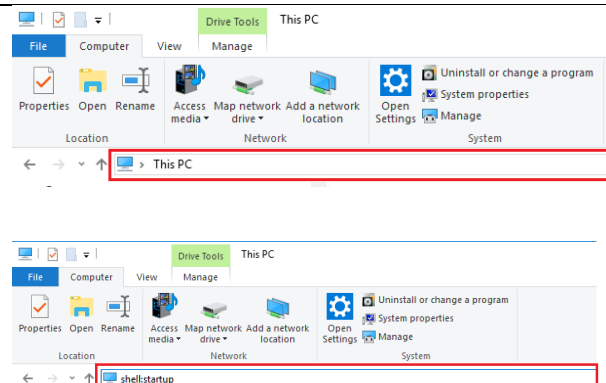 Drive Tools This PC
File Computer View Manage
Properties Open Rename Access media Map network drive Add a network location Open Settings Uninstall or change a program
System properties
Manage
Location Network System
This PC
Drive Tools This PC
File Computer View Manage
Properties Open Rename Access media Map network drive Add a network location Open Settings Uninstall or change a program
System properties
Manage
Location Network System
shell:startup